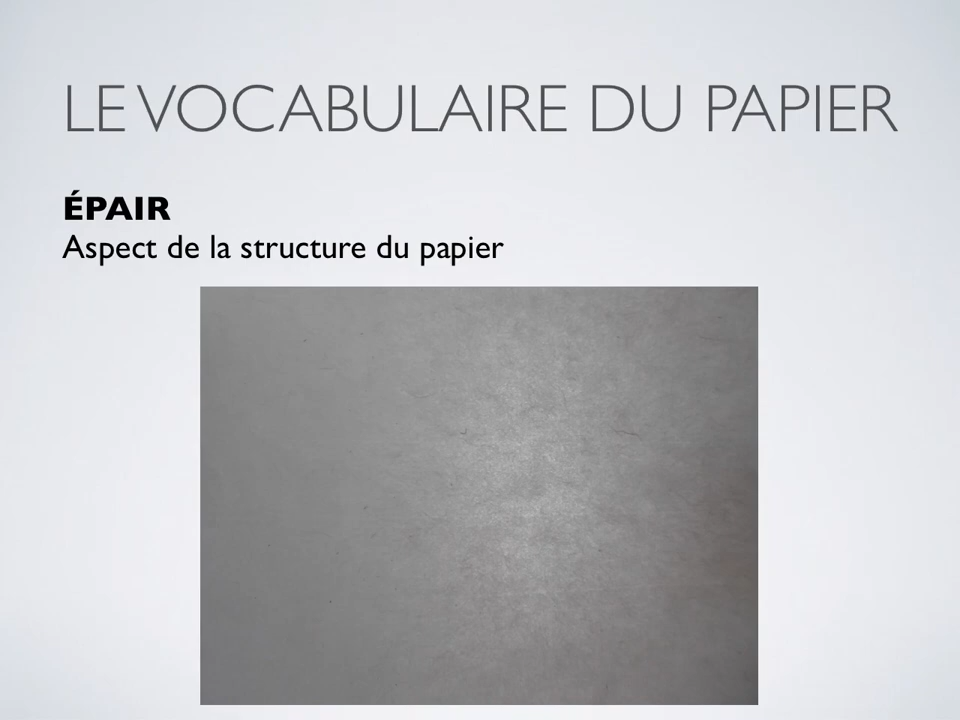 LE VOCABULAIRE DU PAPIER
ÉPAIR
Aspect de la structure du papier